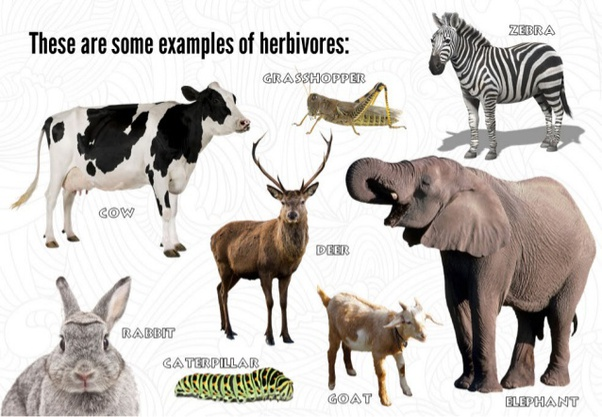 These are some examples of herbivores:
ZEBRA
GRASSHOPPER
COW
DEER
RABBIT
CATERPILLAR
GOAT
ELEPHANT